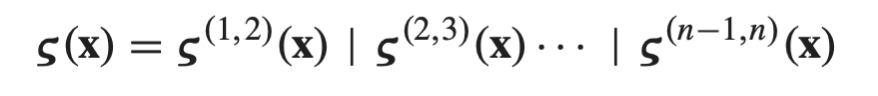 ς(x) = ς^(1,2)(x) | ς^(2,3)(x) ⋯ | ς^(n−1,n)(x)